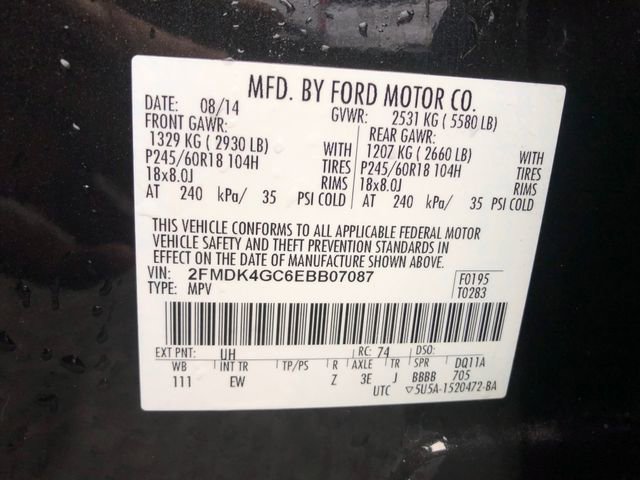 MFD. BY FORD MOTOR CO.
DATE: 08/14 GVWR: 2531 KG ( 5580 LB)
FRONT GAWR: REAR GAWR:
1329 KG ( 2930 LB) WITH 1207 KG ( 2660 LB) WITH
P245/60R18 104H TIRES P245/60R18 104H TIRES
18x8.0J RIMS 18x8.0J RIMS
AT 240 kPa/ 35 PSI COLD AT 240 kPa/ 35 PSI COLD
THIS VEHICLE CONFORMS TO ALL APPLICABLE FEDERAL MOTOR
VEHICLE SAFETY AND THEFT PREVENTION STANDARDS IN
EFFECT ON THE DATE OF MANUFACTURE SHOWN ABOVE.
VIN: 2FMDK4GC6EBB07087 F0195
TYPE: MPV T0283
EXT PNT: UH RC: 74 DSO:
WB INT TR TP/PS R AXLE TR SPR DQ11A
111 EW Z 3E J BBBB 705
UTC ▽5U5A-1520472-BA